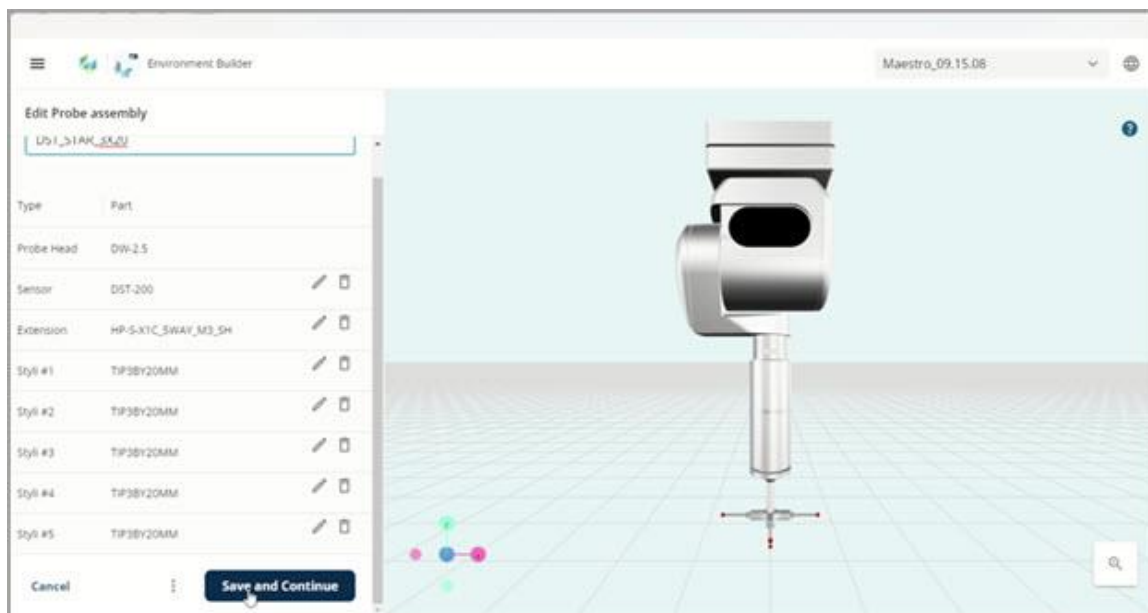 Environment Builder
Maestro_09.15.08
Edit Probe assembly
DST_STAR_3X20
Type Part
Probe Head DW-2.5
Sensor DST-200
Extension HP-S-X1C_5WAY_M3_SH
Styli #1 TIP3BY20MM
Styli #2 TIP3BY20MM
Styli #3 TIP3BY20MM
Styli #4 TIP3BY20MM
Styli #5 TIP3BY20MM
Cancel
Save and Continue